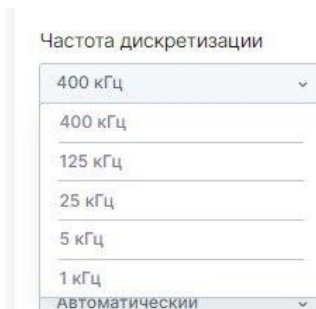 Частота дискретизации
400 кГц
400 кГц
125 кГц
25 кГц
5 кГц
1 кГц
Автоматический